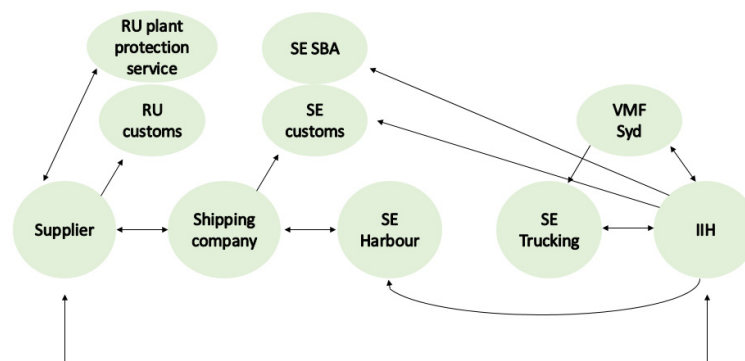 RU plant
protection
service
SE SBA
RU
customs
SE
customs
VMF
Syd
Supplier
Shipping
company
SE
Harbour
SE
Trucking
IIH